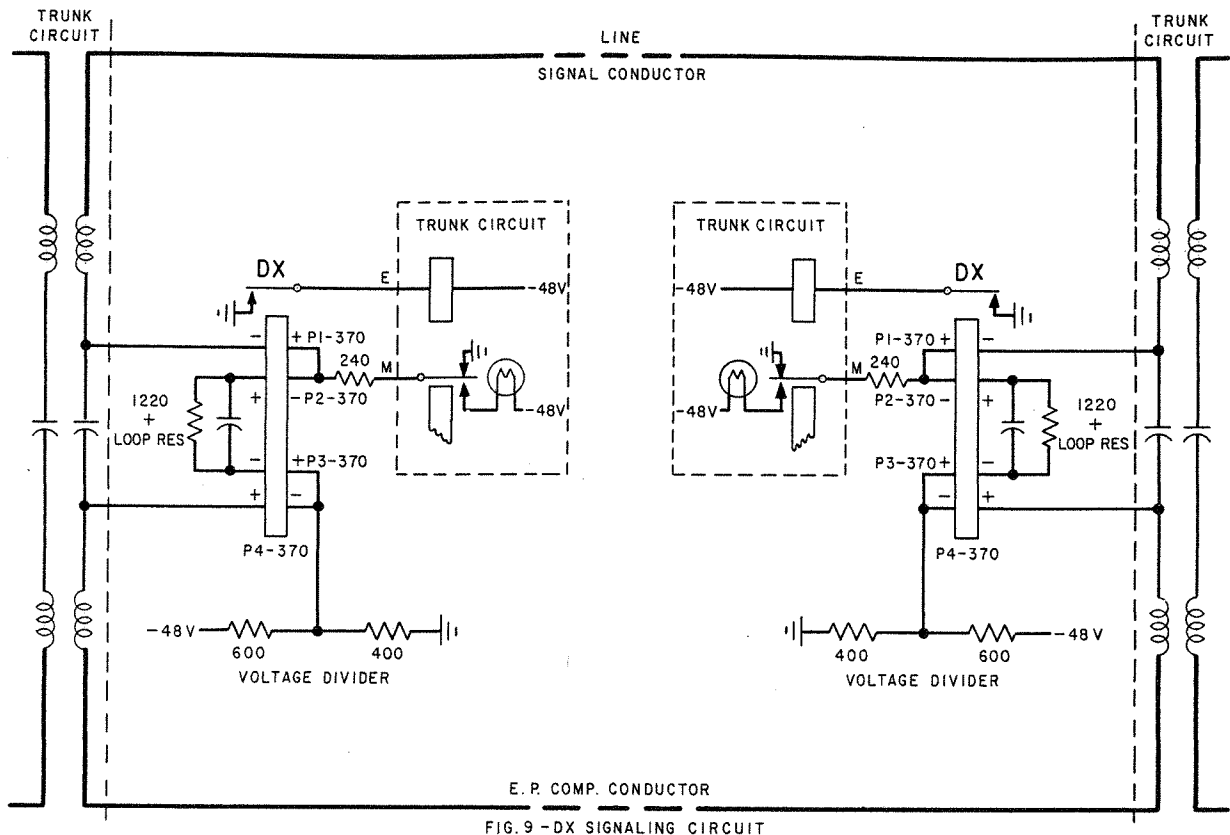 TRUNK
CIRCUIT
LINE
SIGNAL CONDUCTOR
TRUNK
CIRCUIT
TRUNK CIRCUIT
DX
E
-48V
- + P1-370
240
M
+ -P2-370
1220
+
LOOP RES
-48V
- +P3-370
+ -
P4-370
-48V
600
400
VOLTAGE DIVIDER
TRUNK CIRCUIT
DX
-48V
E
P1-370 + -
240
M
P2-370- +
-48V
1220
+
LOOP RES
P3-370+ -
- +
P4-370
400
600
-48V
VOLTAGE DIVIDER
E.P. COMP. CONDUCTOR
FIG. 9 - DX SIGNALING CIRCUIT